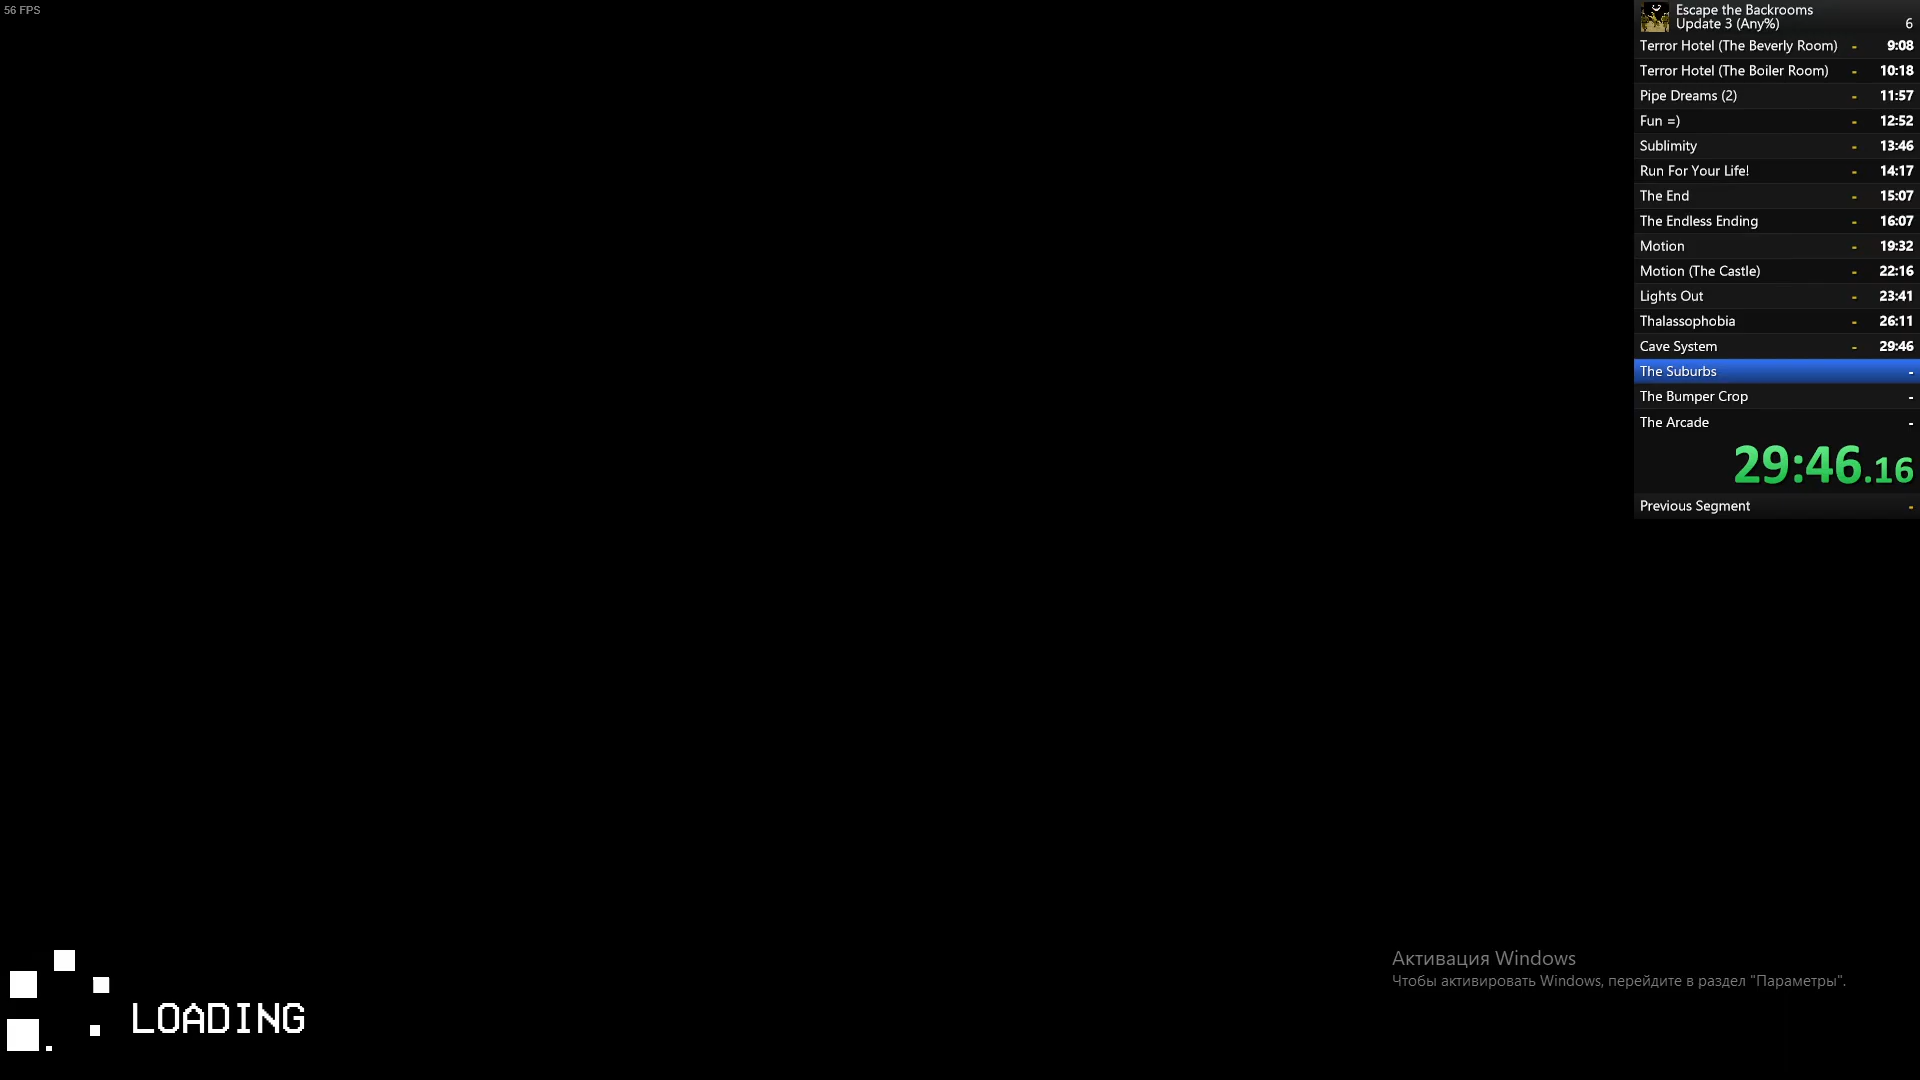 56 FPS
Escape the Backrooms
Update 3 (Any%) 6
Terror Hotel (The Beverly Room) - 9:08
Terror Hotel (The Boiler Room) - 10:18
Pipe Dreams (2) - 11:57
Fun =) - 12:52
Sublimity - 13:46
Run For Your Life! - 14:17
The End - 15:07
The Endless Ending - 16:07
Motion - 19:32
Motion (The Castle) - 22:16
Lights Out - 23:41
Thalassophobia - 26:11
Cave System - 29:46
The Suburbs -
The Bumper Crop -
The Arcade -
29:46.16
Previous Segment -
Активация Windows
Чтобы активировать Windows, перейдите в раздел "Параметры".
LOADING